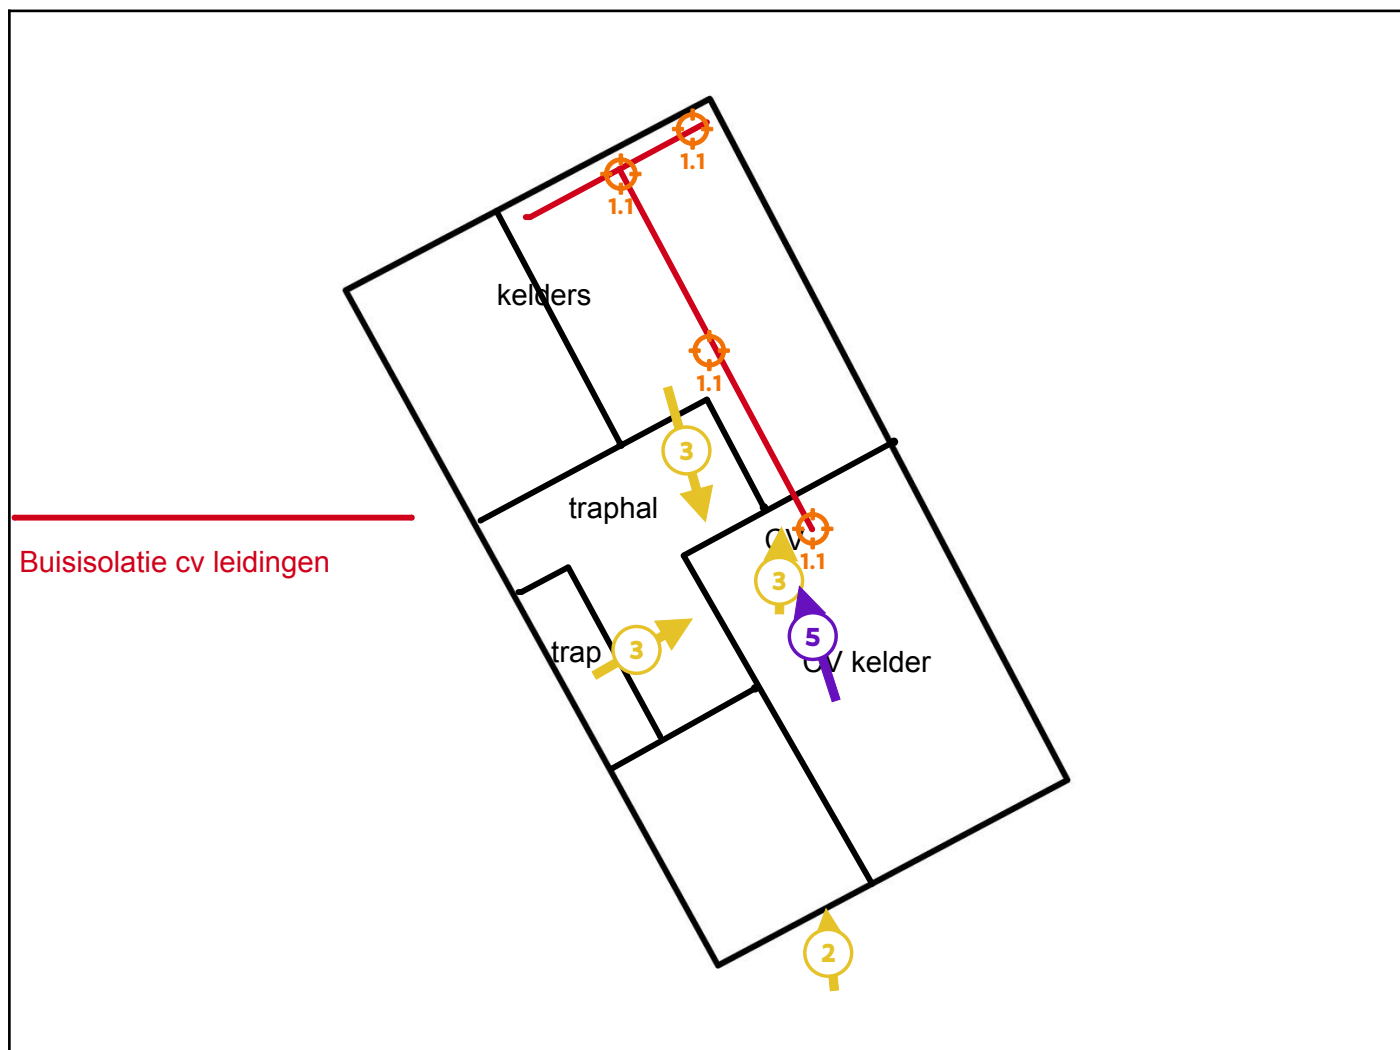 1.1
1.1
kelders
1.1
3
traphal
CV
1.1
Buisisolatie cv leidingen
3
5
trap
3
CV kelder
2